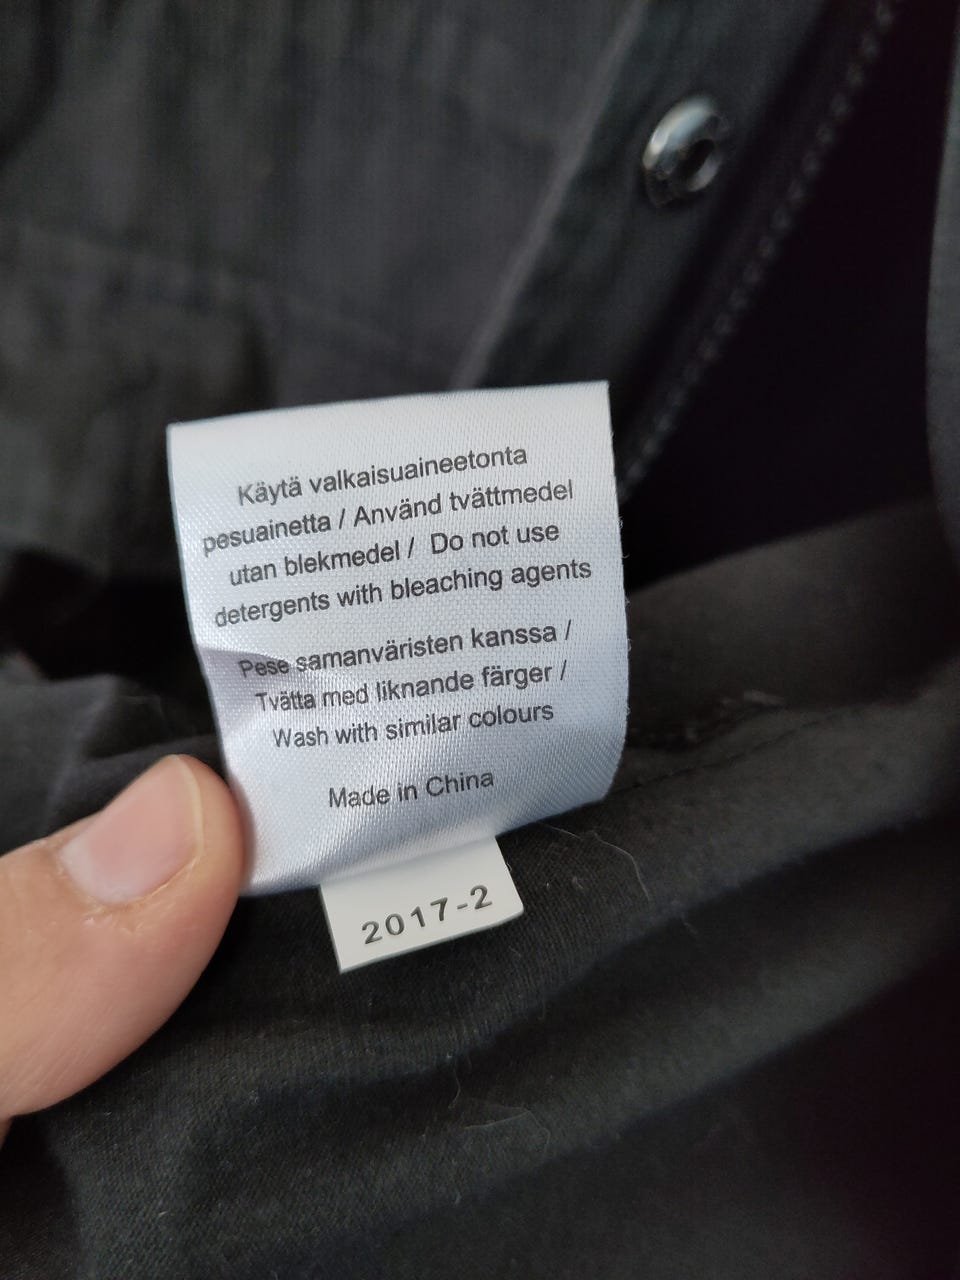 Käytä valkaisuaineetonta
pesuainetta / Använd tvättmedel
utan blekmedel / Do not use
detergents with bleaching agents
Pese samanväristen kanssa /
Tvätta med liknande färger /
Wash with similar colours
Made in China
2017-2